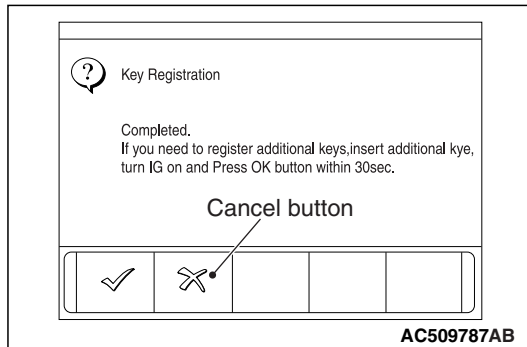 ?
Key Registration
Completed.
If you need to register additional keys,insert additional kye,
turn IG on and Press OK button within 30sec.
Cancel button
AC509787AB